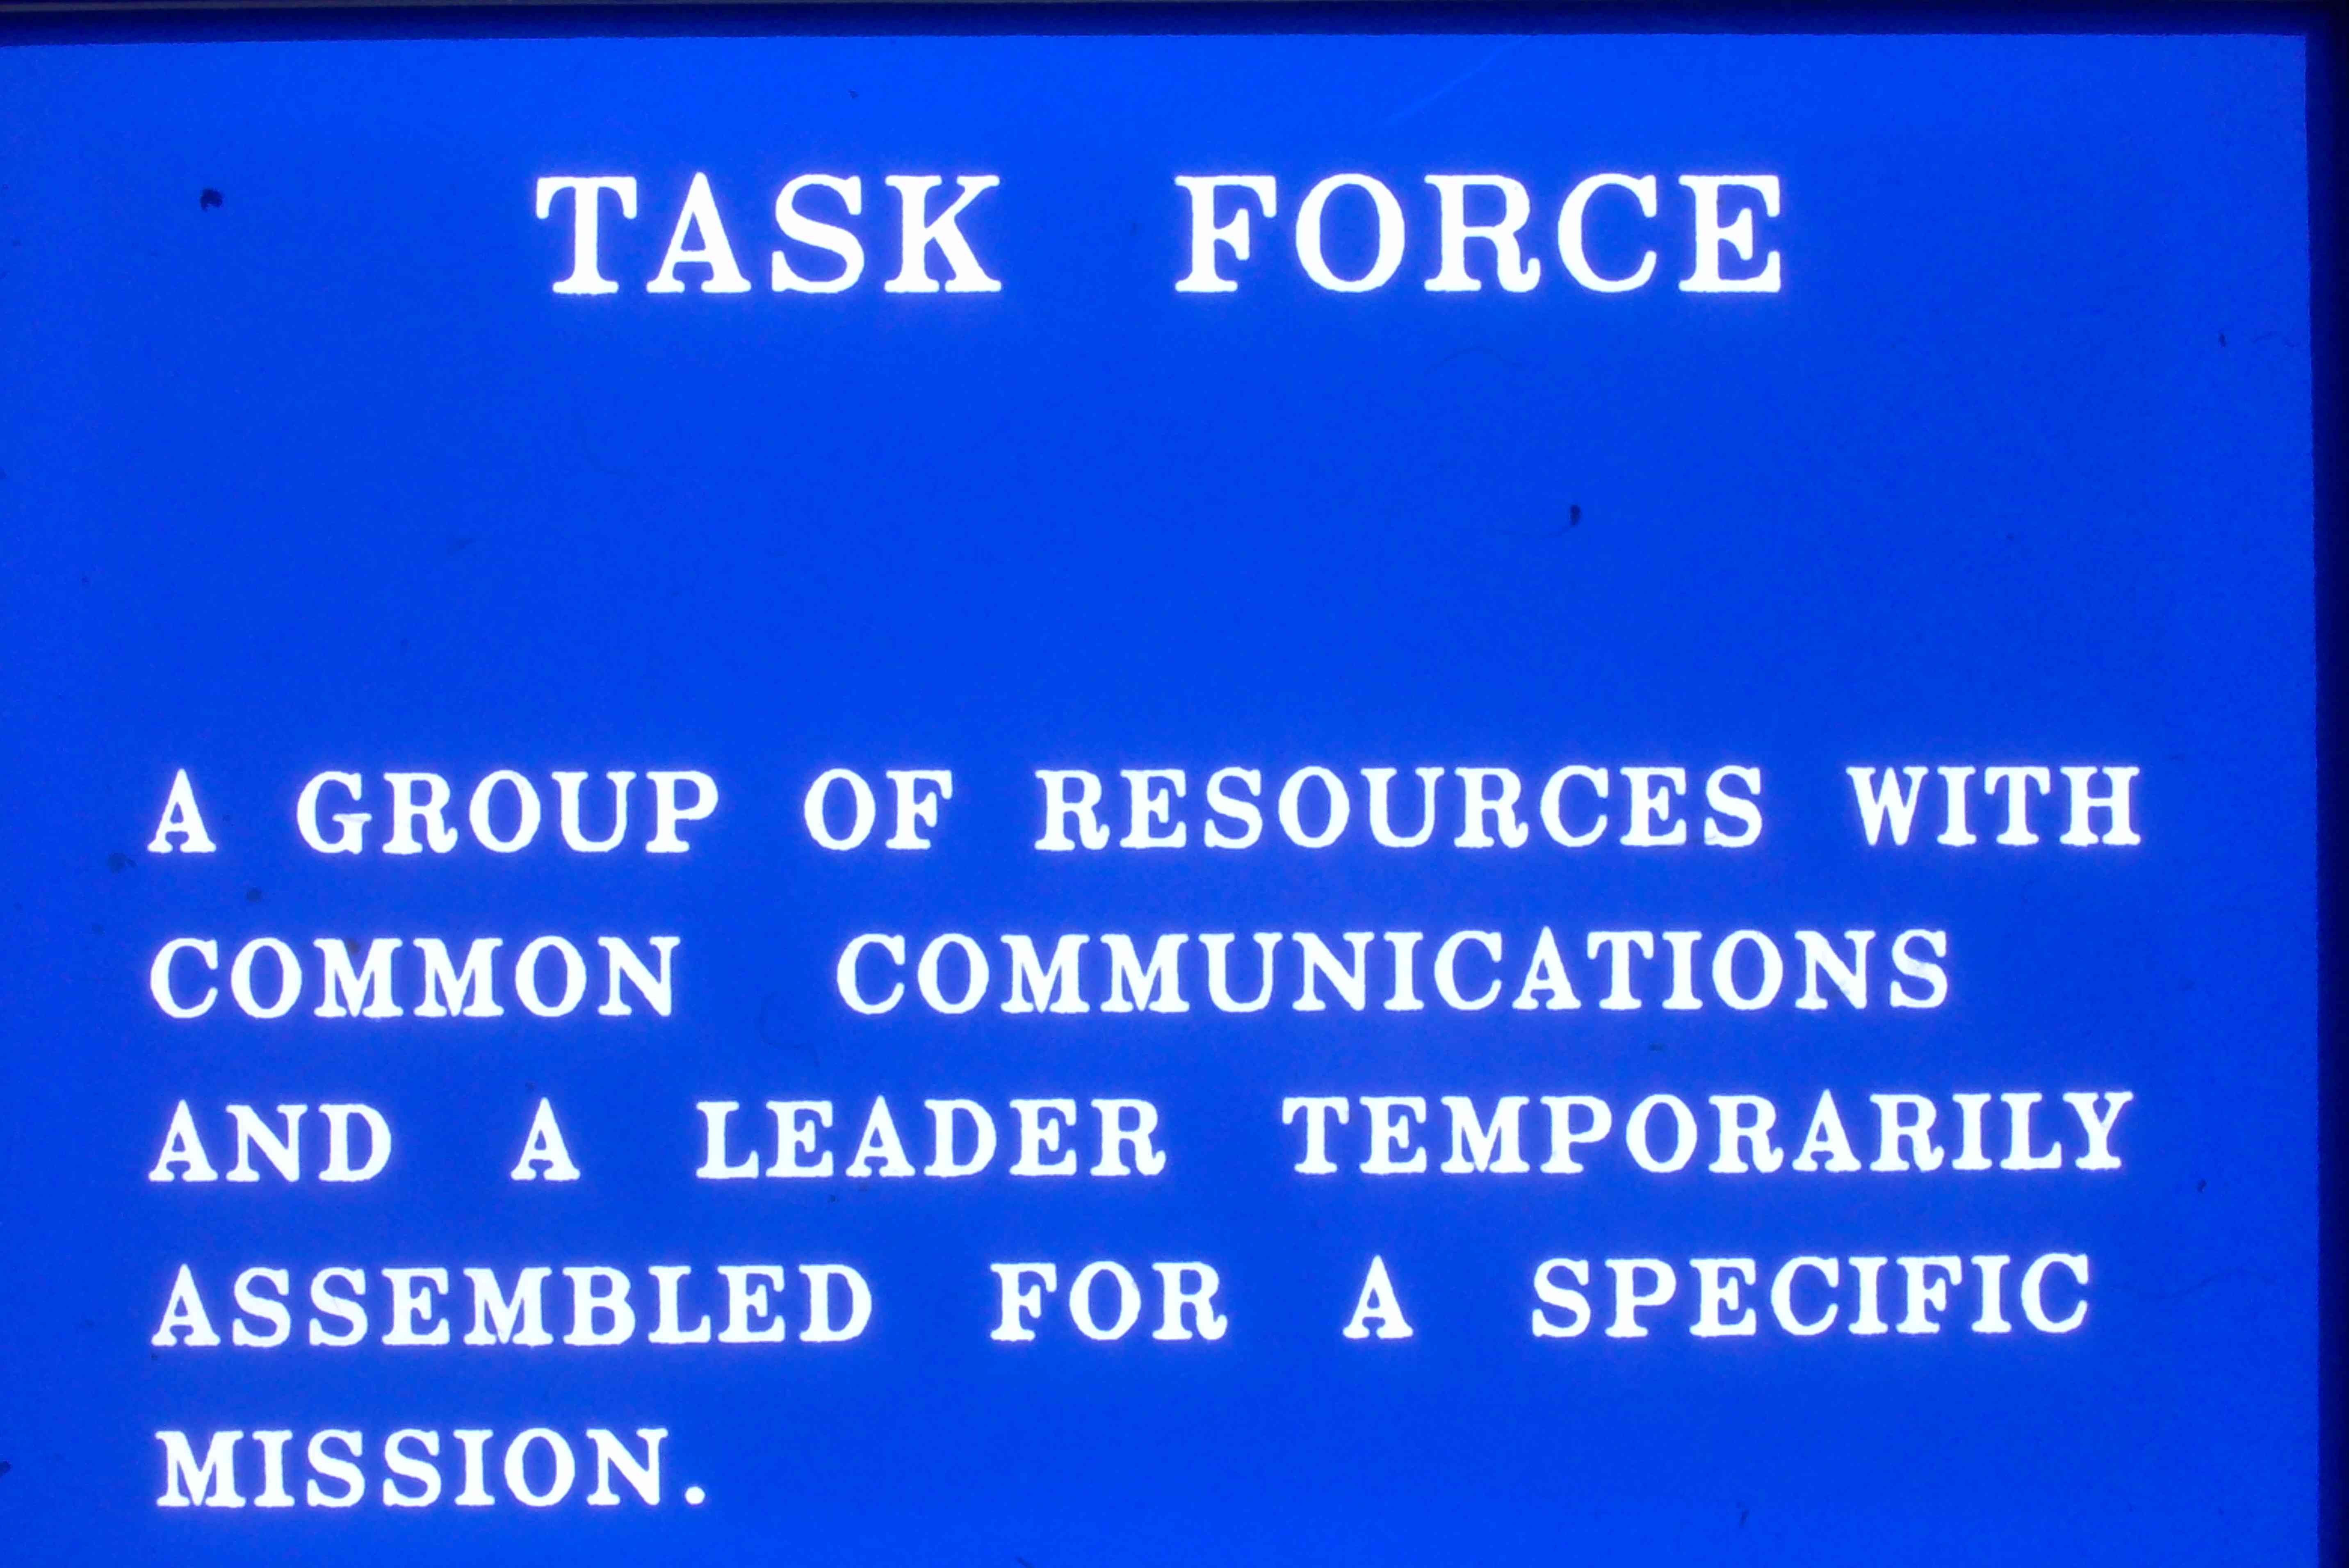 TASK FORCE
A GROUP OF RESOURCES WITH
COMMON COMMUNICATIONS
AND A LEADER TEMPORARILY
ASSEMBLED FOR A SPECIFIC
MISSION.